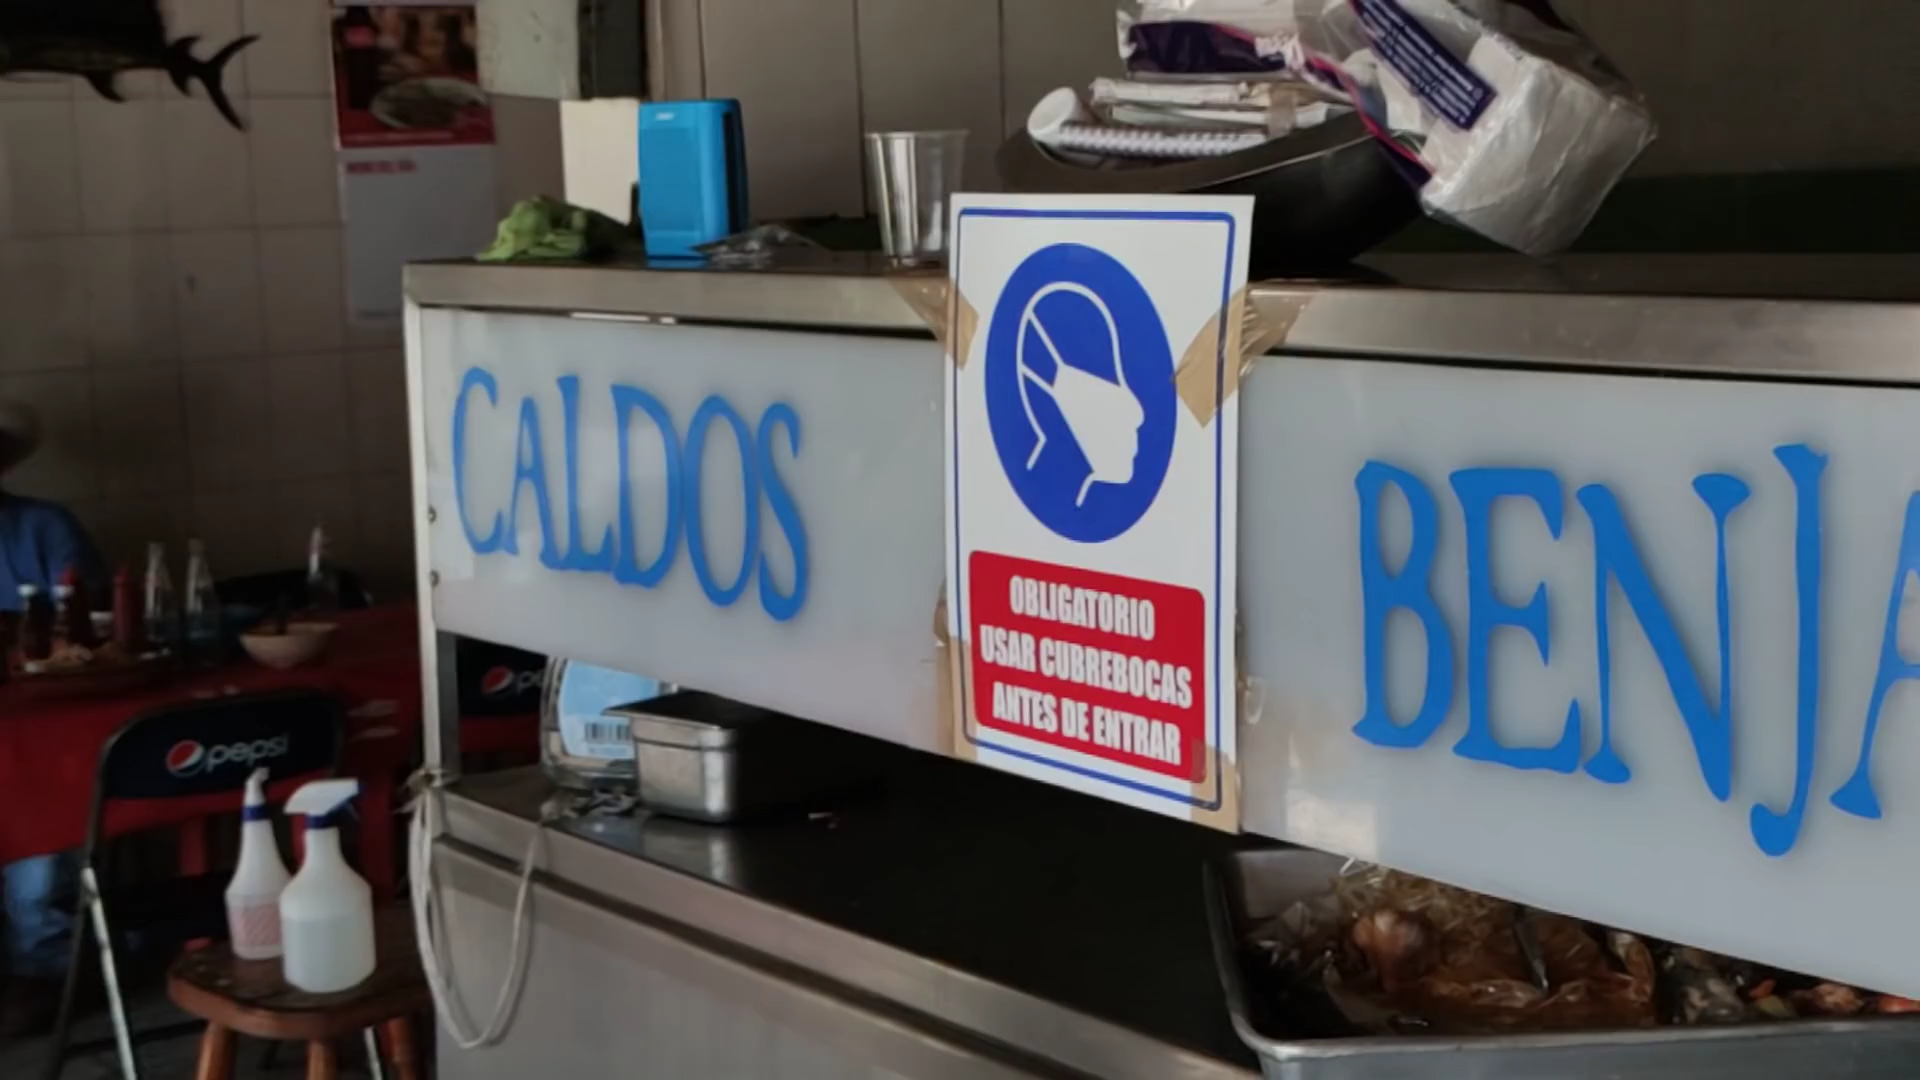 CALDOS
OBLIGATORIO
USAR CUBREBOCAS
ANTES DE ENTRAR
BENJA
pepsi